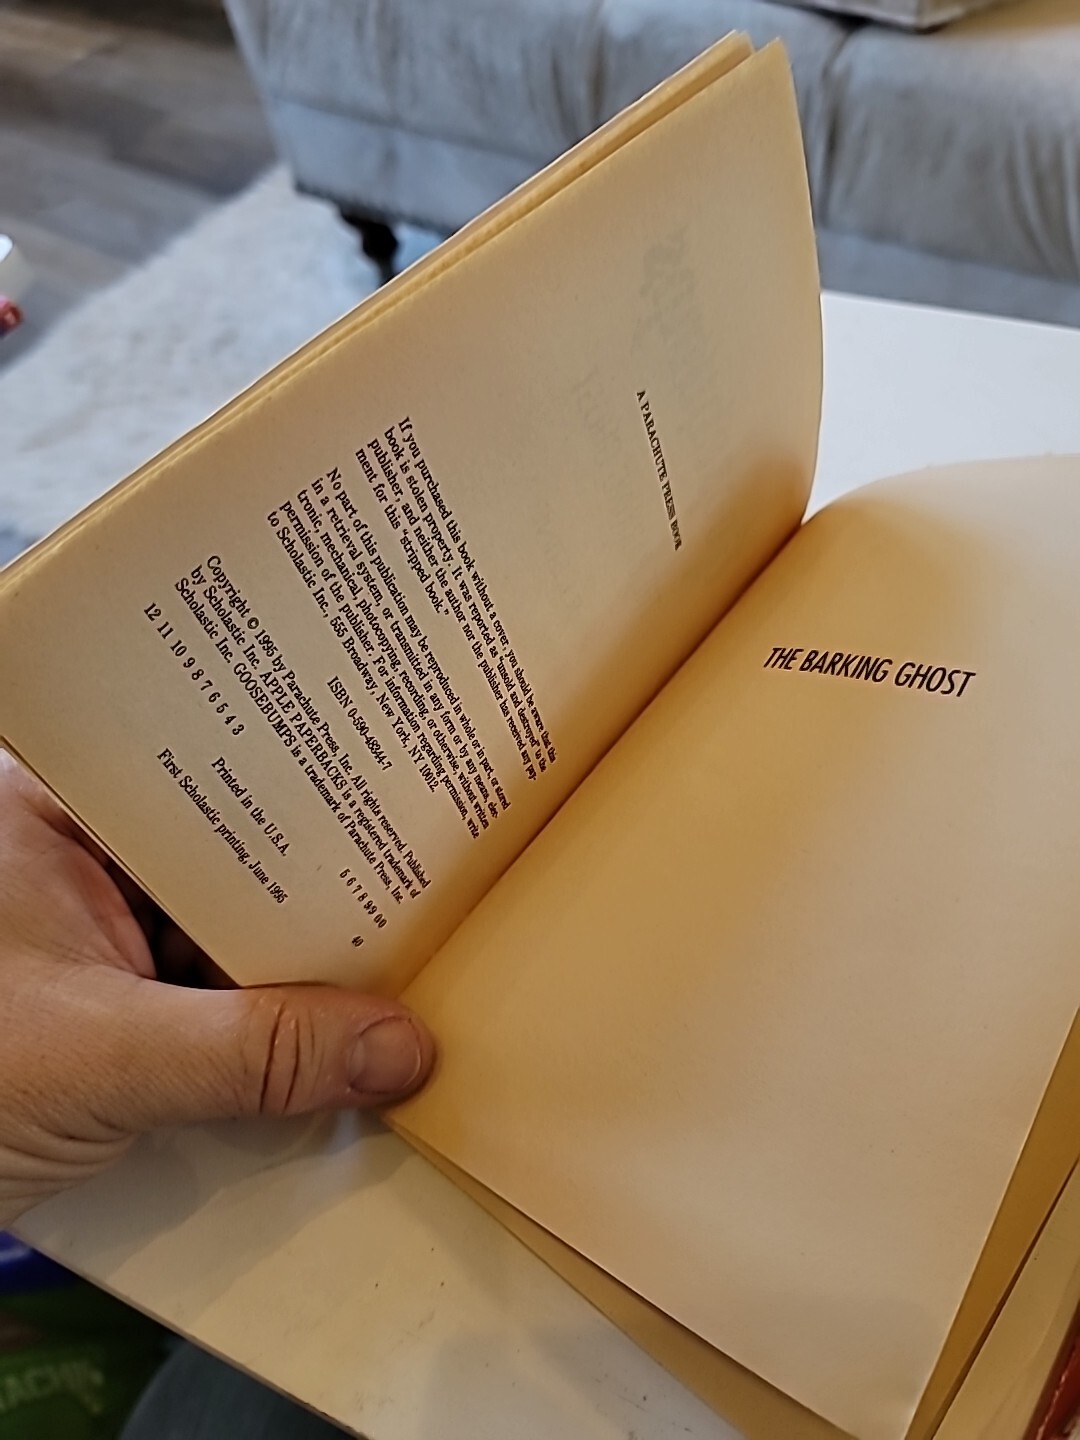 A PARACHUTE PRESS BOOK
If you purchased this book without a cover, you should be aware that this
book is stolen property. It was reported as "unsold and destroyed" to the
publisher, and neither the author nor the publisher has received any pay-
ment for this "stripped book."
No part of this publication may be reproduced in whole or in part, or stored
in a retrieval system, or transmitted in any form or by any means, elec-
tronic, mechanical, photocopying, recording, or otherwise, without written
permission of the publisher. For information regarding permission, write
to Scholastic Inc., 555 Broadway, New York, NY 10012.
ISBN 0-590-48344-7
Copyright © 1995 by Parachute Press, Inc. All rights reserved. Published
by Scholastic Inc. APPLE PAPERBACKS is a registered trademark of
Scholastic Inc. GOOSEBUMPS is a trademark of Parachute Press, Inc.
12 11 10 9 8 7 6 5 4 3 5 6 7 8 9 00
Printed in the U.S.A. 40
First Scholastic printing, June 1995
THE BARKING GHOST